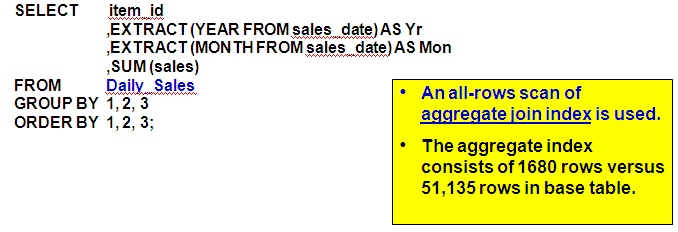 SELECT item_id
,EXTRACT(YEAR FROM sales_date) AS Yr
,EXTRACT(MONTH FROM sales_date) AS Mon
,SUM(sales)
FROM Daily_Sales
GROUP BY 1, 2, 3
ORDER BY 1, 2, 3;
• An all-rows scan of
aggregate join index is used.
• The aggregate index
consists of 1680 rows versus
51,135 rows in base table.